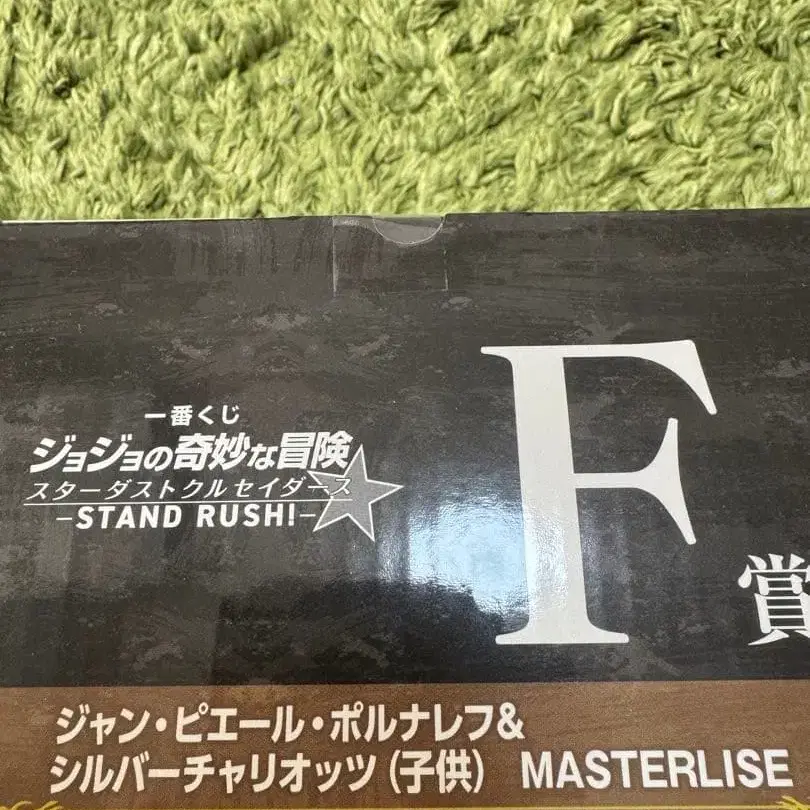 一番くじ
ジョジョの奇妙な冒険
スターダストクルセイダース
-STAND RUSH!-
F賞
ジャン・ピエール・ポルナレフ&
シルバーチャリオッツ(子供) MASTERLISE